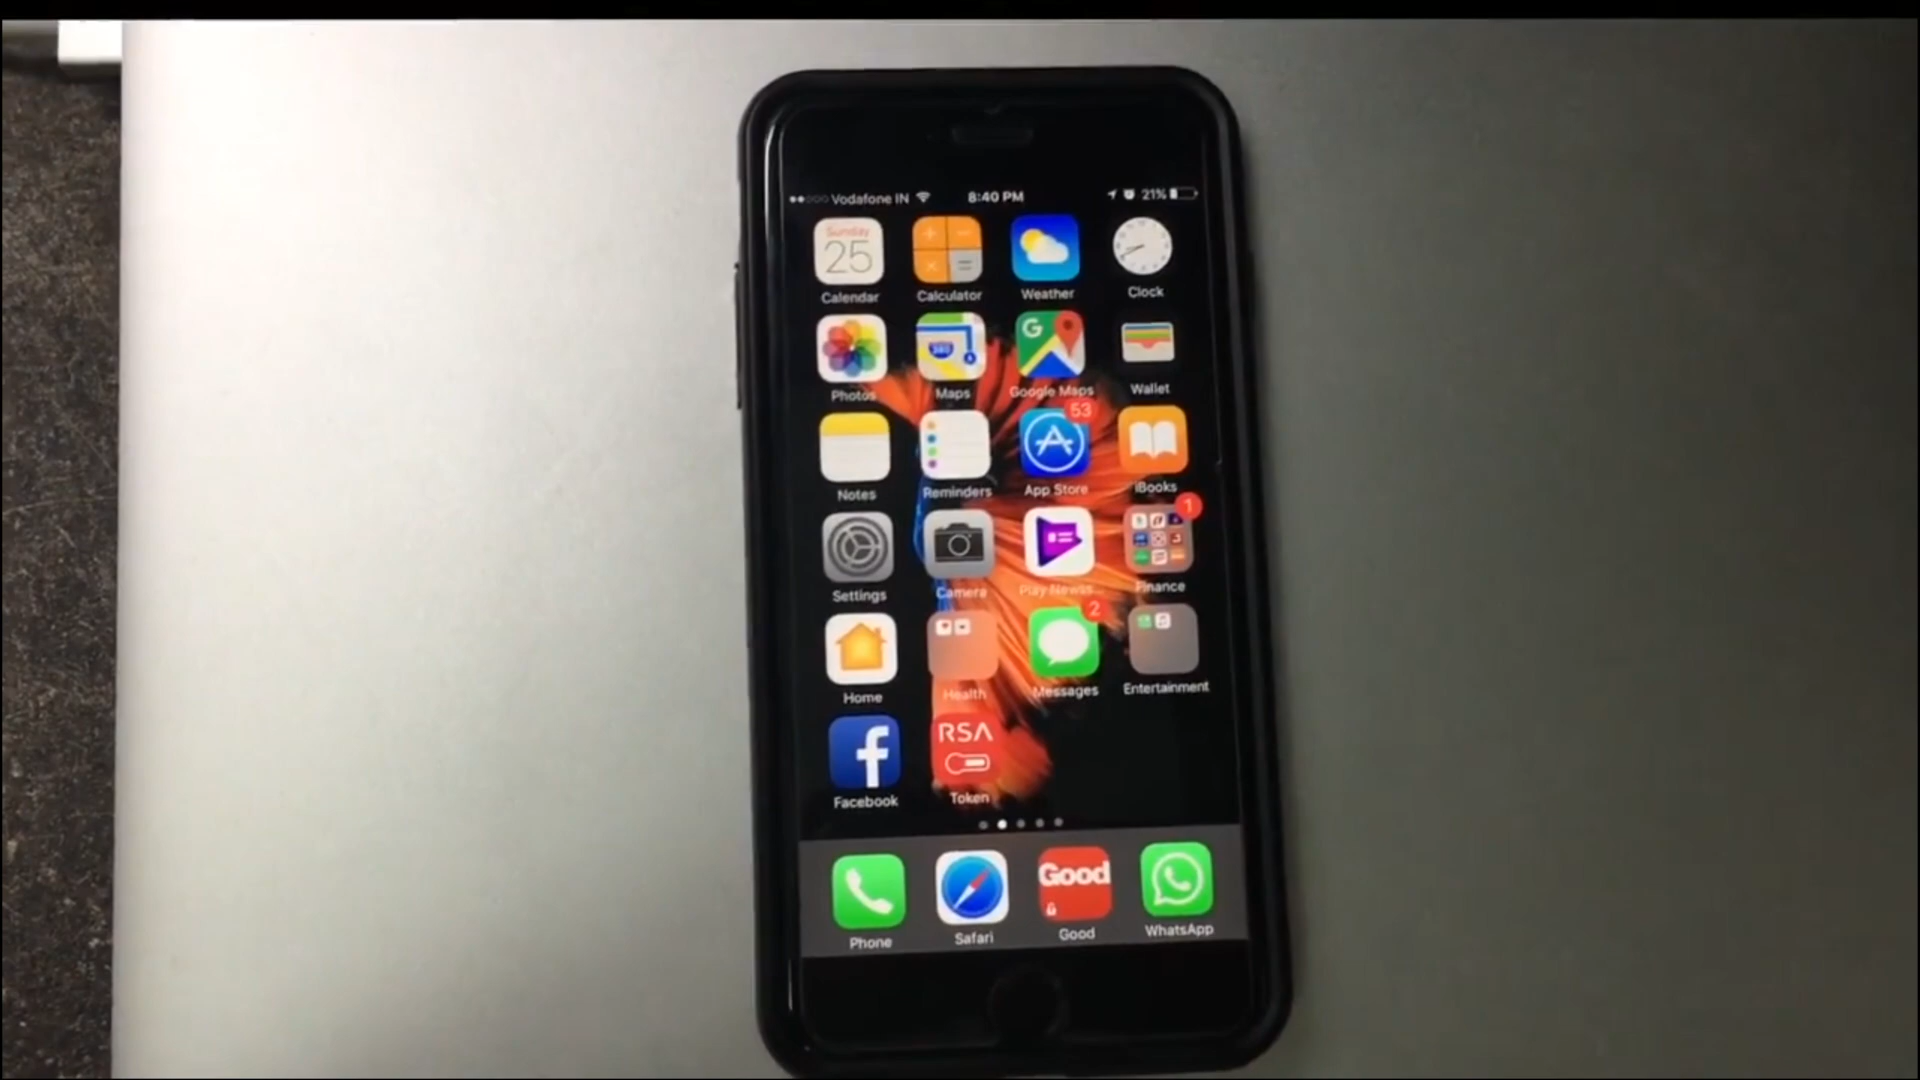 Vodafone IN 8:40 PM 21%
Sunday
25
Calendar Calculator Weather Clock
G
Photos Maps Google Maps Wallet
53
Notes Reminders App Store iBooks
1
Settings Camera Play Newss... Finance
2
Home Health Messages Entertainment
RSA
Facebook Token
Good
Phone Safari Good WhatsApp